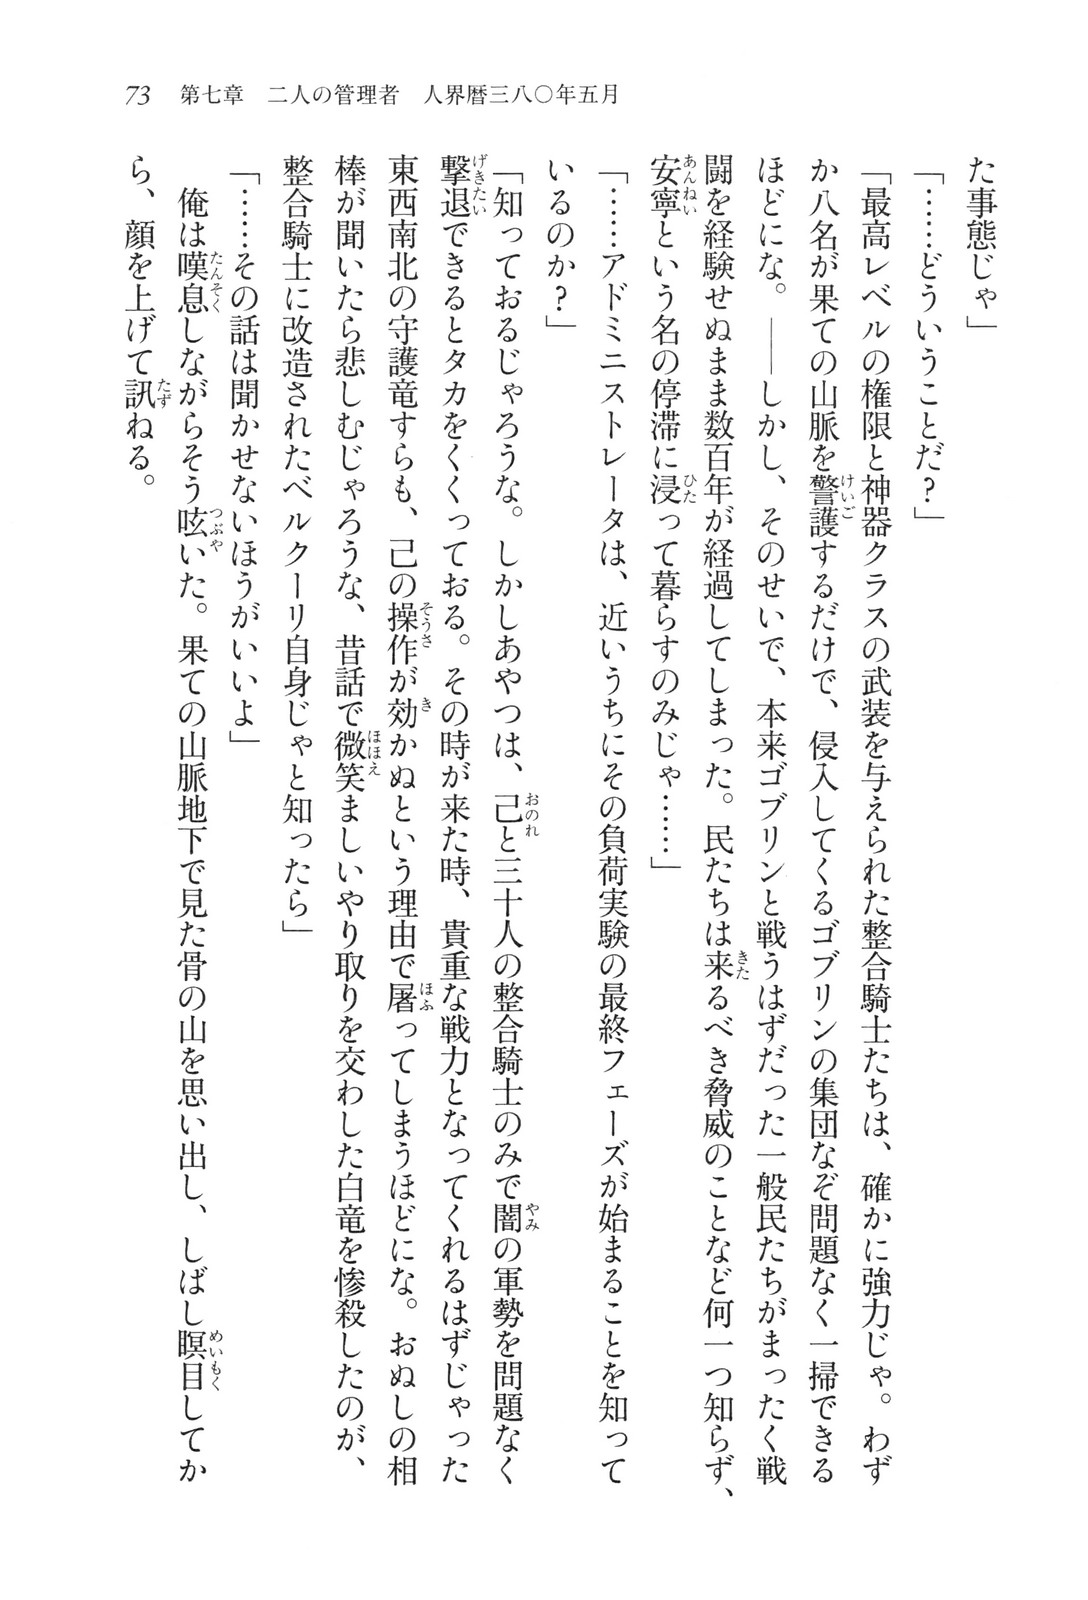 73　第七章　二人の管理者　人界暦三八〇年五月
た事態じゃ」
「……どういうことだ？」
「最高レベルの権限と神器クラスの武装を与えられた整合騎士たちは、確かに強力じゃ。わず
か八名が果ての山脈を警護するだけで、侵入してくるゴブリンの集団なぞ問題なく一掃できる
ほどにな。――しかし、そのせいで、本来ゴブリンと戦うはずだった一般民たちがまったく戦
闘を経験せぬまま数百年が経過してしまった。民たちは来るべき脅威のことなど何一つ知らず、
安寧という名の停滞に浸って暮らすのみじゃ……」
「……アドミニストレータは、近いうちにその負荷実験の最終フェーズが始まることを知って
いるのか？」
「知っておるじゃろうな。しかしあやつは、己と三十人の整合騎士のみで闇の軍勢を問題なく
撃退できるとタカをくくっておる。その時が来た時、貴重な戦力となってくれるはずじゃった
東西南北の守護竜すらも、己の操作が効かぬという理由で屠ってしまうほどにな。おぬしの相
棒が聞いたら悲しむじゃろうな、昔話で微笑ましいやり取りを交わした白竜を惨殺したのが、
整合騎士に改造されたベルクーリ自身じゃと知ったら」
「……その話は聞かせないほうがいいよ」
俺は嘆息しながらそう呟いた。果ての山脈地下で見た骨の山を思い出し、しばし瞑目してか
ら、顔を上げて訊ねる。